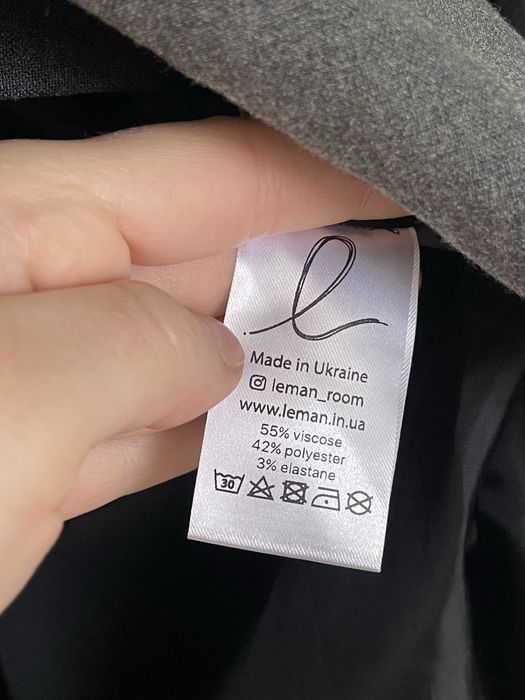 Made in Ukraine
leman_room
www.leman.in.ua
55% viscose
42% polyester
3% elastane
30